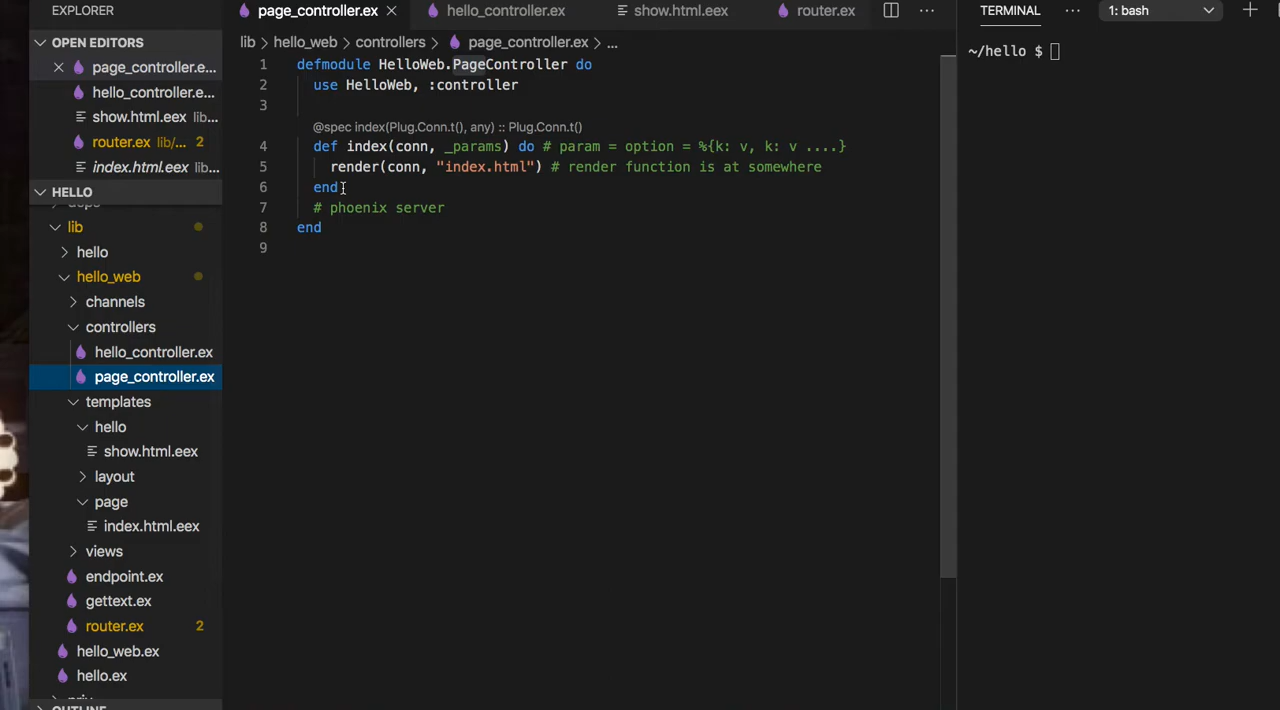 EXPLORER
OPEN EDITORS
page_controller.e...
hello_controller.e...
show.html.eex lib...
router.ex lib/... 2
index.html.eex lib...
HELLO
deps
lib
hello
hello_web
channels
controllers
hello_controller.ex
page_controller.ex
templates
hello
show.html.eex
layout
page
index.html.eex
views
endpoint.ex
gettext.ex
router.ex 2
hello_web.ex
hello.ex
priv
OUTLINE
page_controller.ex hello_controller.ex show.html.eex router.ex ...
lib > hello_web > controllers > page_controller.ex > ...
1 defmodule HelloWeb.PageController do
2 use HelloWeb, :controller
3
@spec index(Plug.Conn.t(), any) :: Plug.Conn.t()
4 def index(conn, _params) do # param = option = %{k: v, k: v ....}
5 render(conn, "index.html") # render function is at somewhere
6 end
7 # phoenix server
8 end
9
TERMINAL ... 1: bash
~/hello $